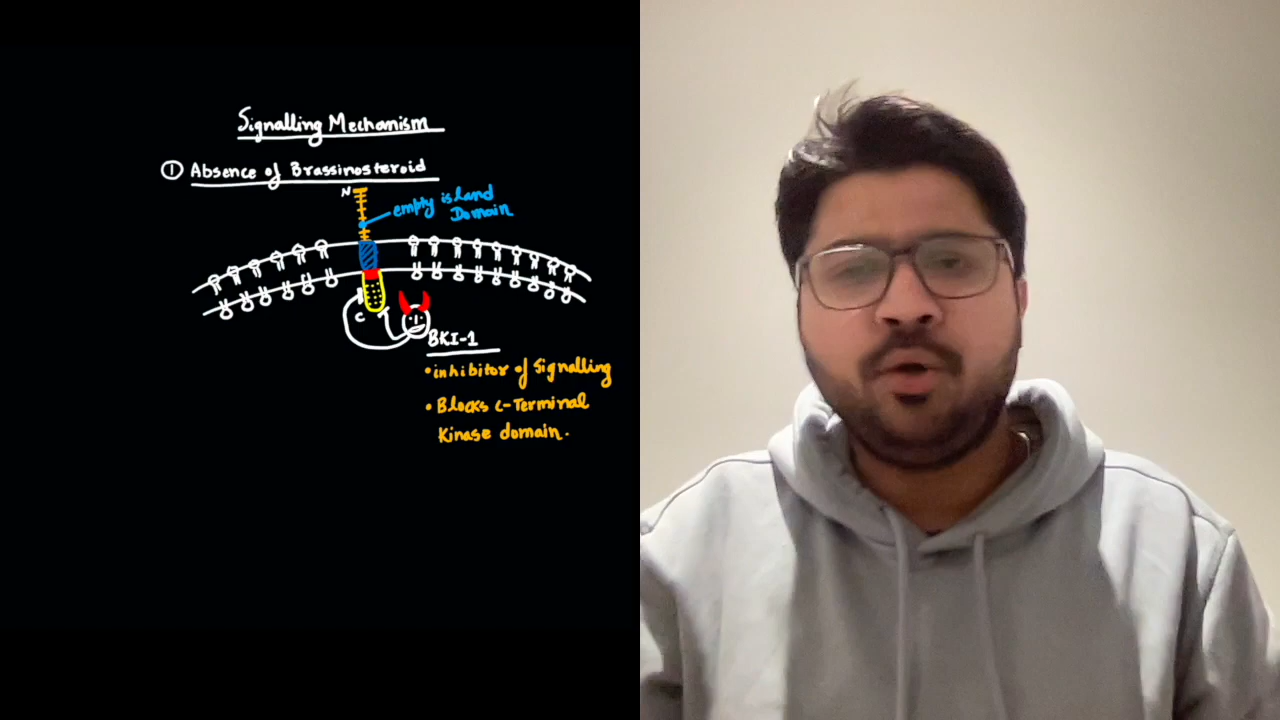 Signalling Mechanism
① Absence of Brassinosteroid
N
empty island
Domain
C
BKI-1
• inhibitor of Signalling
• Blocks C-Terminal
Kinase domain.